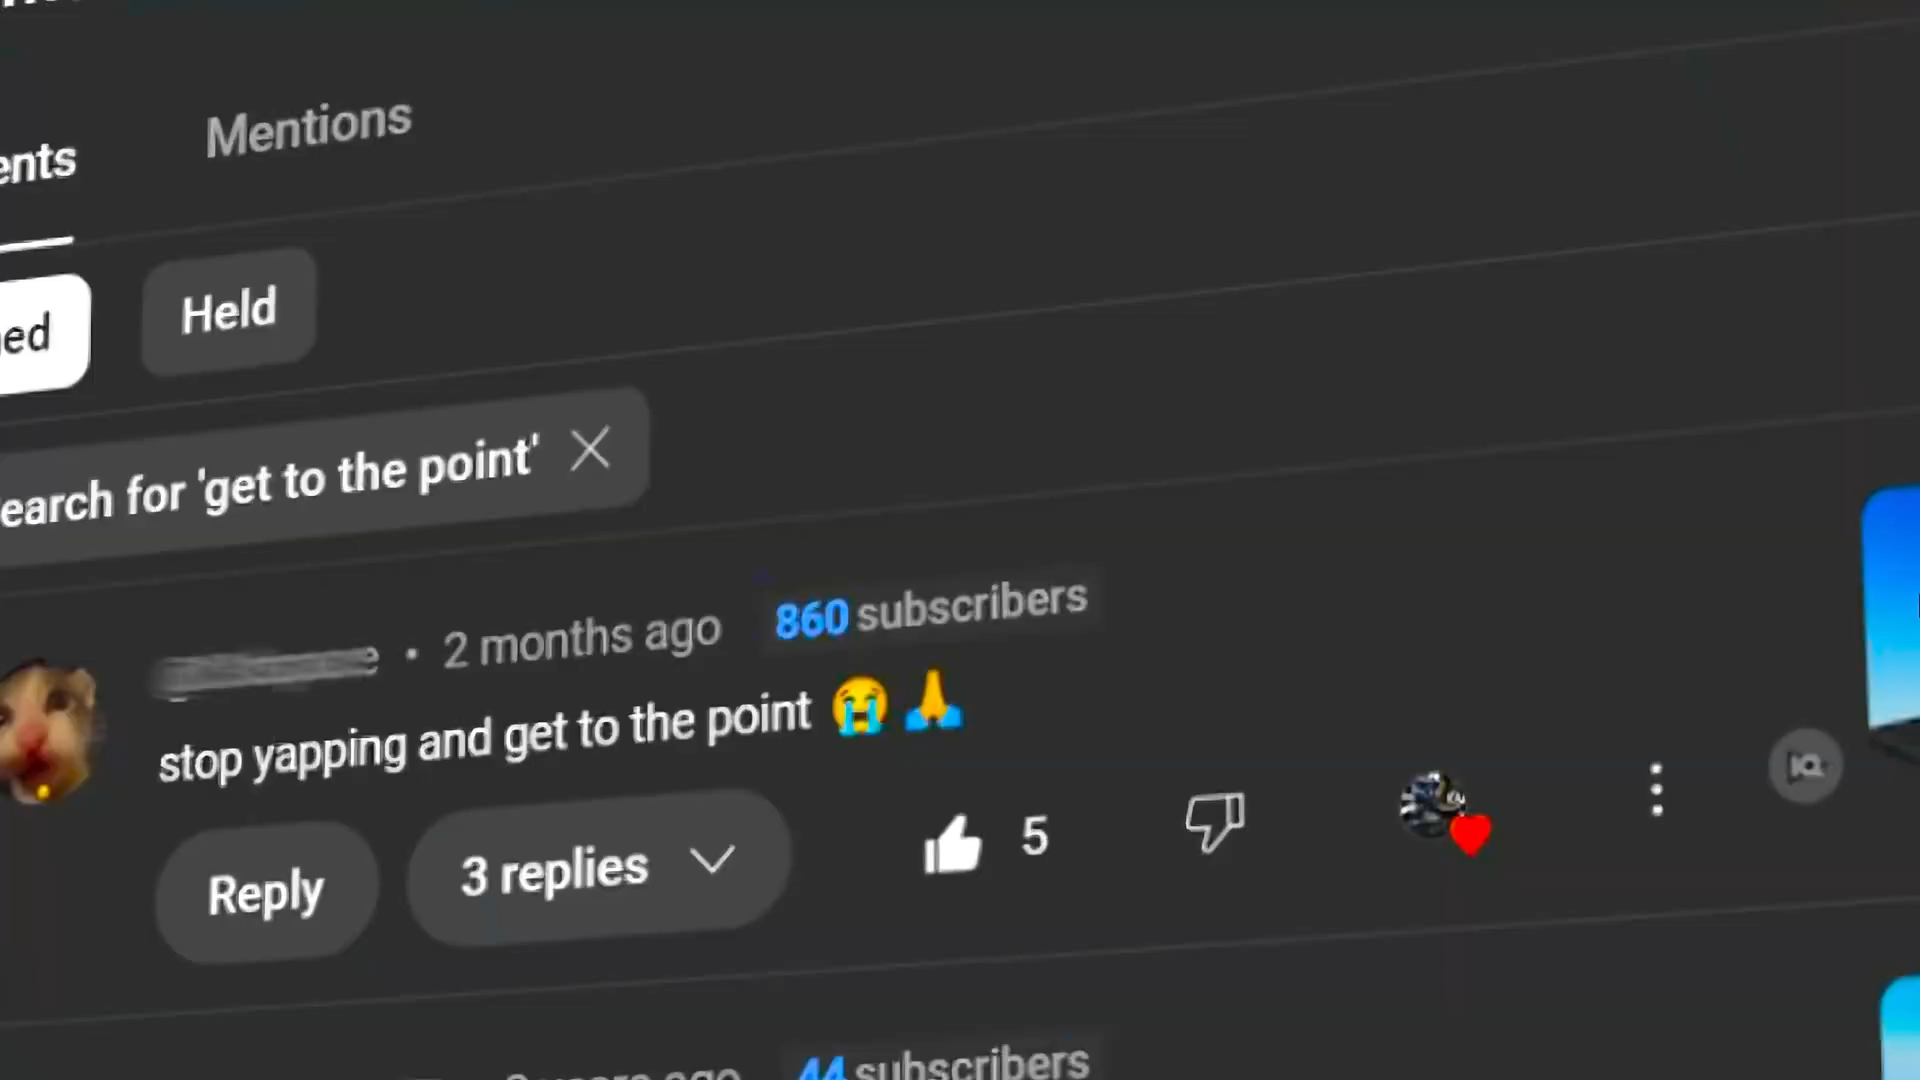 ents
Mentions
ned
Held
earch for 'get to the point'
• 2 months ago 860 subscribers
stop yapping and get to the point 😭 🙏
Reply
3 replies
5
44 subscribers